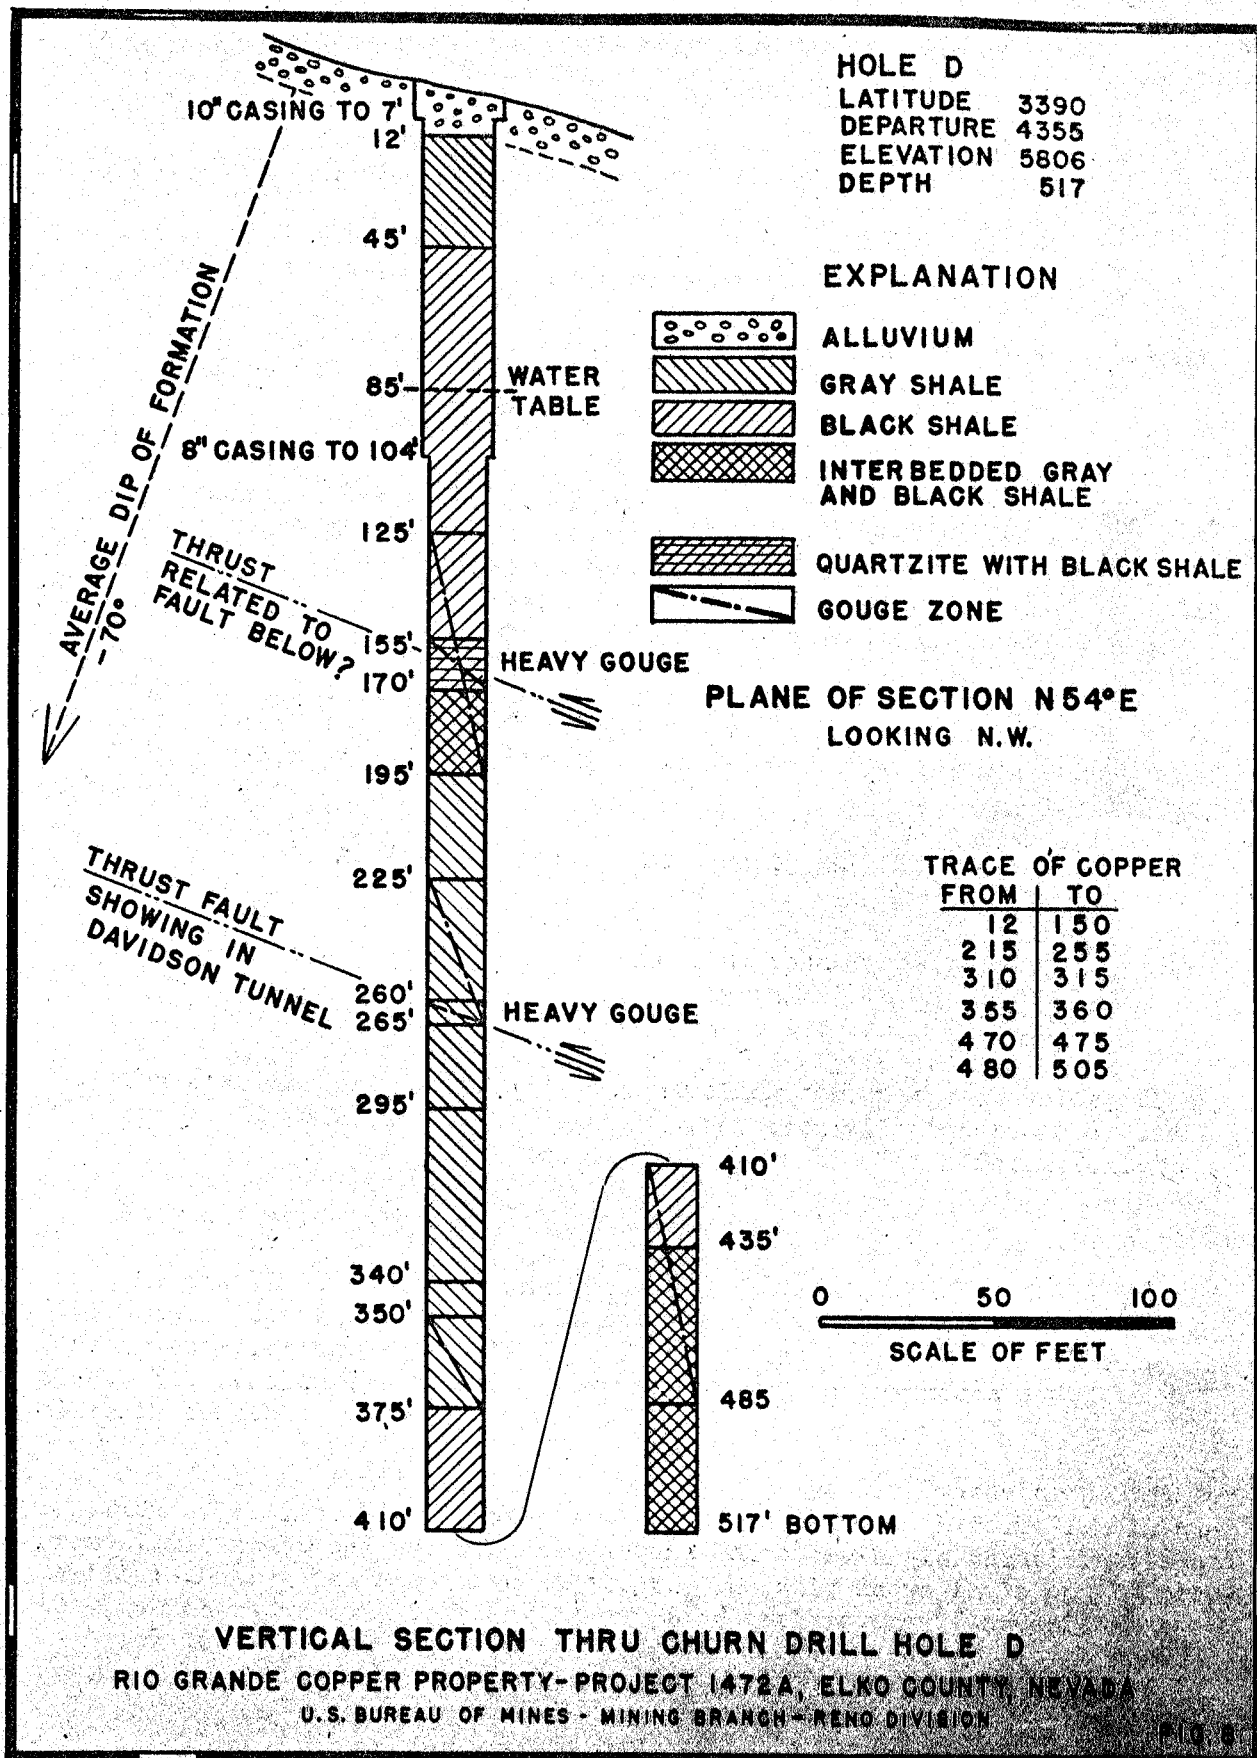 HOLE D
LATITUDE 3390
DEPARTURE 4355
ELEVATION 5806
DEPTH 517
10" CASING TO 7'
12'
45'
85'
WATER
TABLE
8" CASING TO 104'
125'
155'
170'
195'
225'
260'
265'
295'
340'
350'
375'
410'
AVERAGE DIP OF FORMATION
-70°
THRUST
RELATED TO
FAULT BELOW?
HEAVY GOUGE
THRUST FAULT
SHOWING IN
DAVIDSON TUNNEL
HEAVY GOUGE
EXPLANATION
ALLUVIUM
GRAY SHALE
BLACK SHALE
INTERBEDDED GRAY
AND BLACK SHALE
QUARTZITE WITH BLACK SHALE
GOUGE ZONE
PLANE OF SECTION N54°E
LOOKING N.W.
TRACE OF COPPER
FROM TO
12 150
215 255
310 315
355 360
470 475
480 505
410'
435'
485
517' BOTTOM
0 50 100
SCALE OF FEET
VERTICAL SECTION THRU CHURN DRILL HOLE D
RIO GRANDE COPPER PROPERTY-PROJECT 1472A, ELKO COUNTY, NEVADA
U.S. BUREAU OF MINES - MINING BRANCH - RENO DIVISION